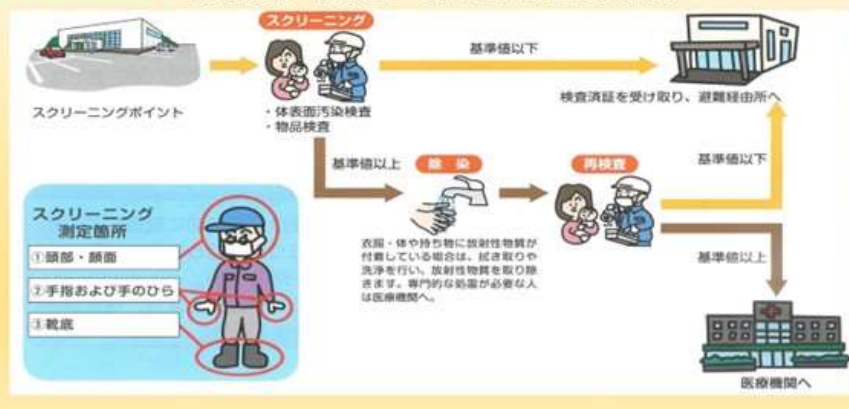 スクリーニングポイント
スクリーニング
・体表面汚染検査
・物品検査
基準値以下
検査済証を受け取り、避難経由所へ
基準値以上
除 染
衣服・体や持ち物に放射性物質が
付着している場合は、拭き取りや
洗浄を行い、放射性物質を取り除
きます。専門的な処置が必要な人
は医療機関へ。
再検査
基準値以下
基準値以上
医療機関へ
スクリーニング
測定箇所
①頭部・顔面
②手指および手のひら
③靴底